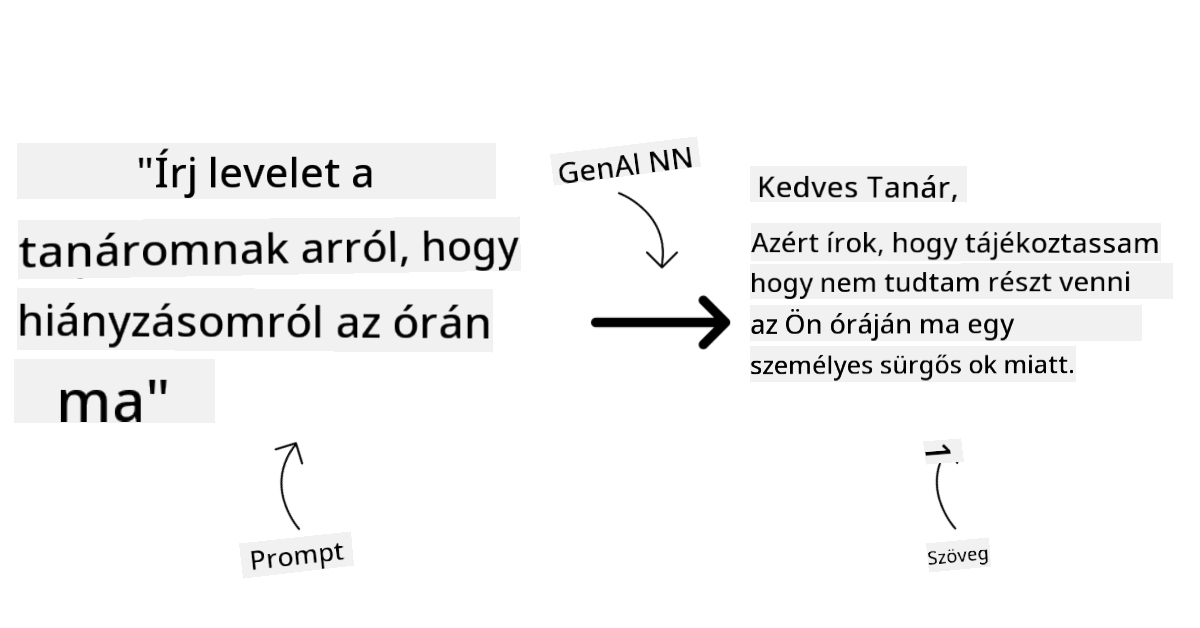 "Írj levelet a
tanáromnak arról, hogy
hiányzásomról az órán
ma"
Prompt
GenAI NN
Kedves Tanár,
Azért írok, hogy tájékoztassam
hogy nem tudtam részt venni
az Ön óráján ma egy
személyes sürgős ok miatt.
Szöveg